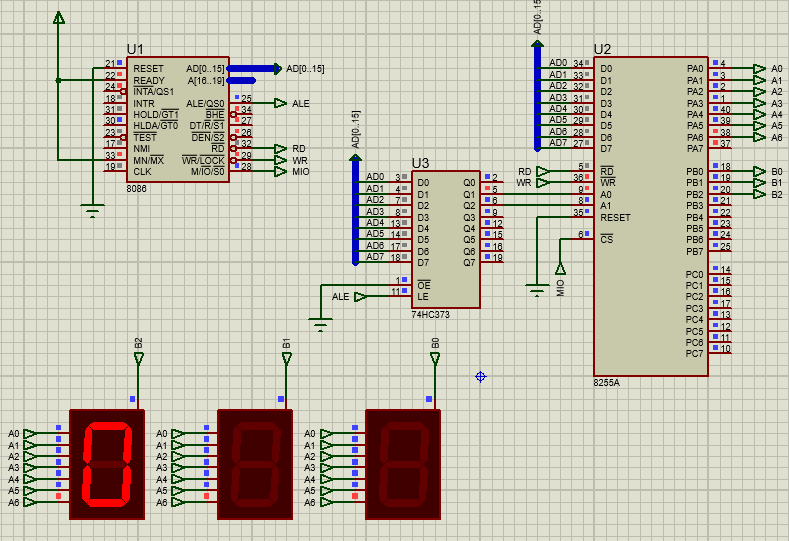 U1
21 RESET AD[0..15] AD[0..15]
22 READY A[16..19]
24 INTA/QS1
18 INTR ALE/QS0 25 ALE
31 HOLD/GT1 BHE 34
30 HLDA/GT0 DT/R/S1 27
23 TEST DEN/S2 26
17 NMI RD 32 RD
33 MN/MX WR/LOCK 29 WR
19 CLK M/IO/S0 28 MIO
8086
AD[0..15]
U3
AD0 3 D0 Q0 2
AD1 4 D1 Q1 5
AD2 7 D2 Q2 6
AD3 8 D3 Q3 9
AD4 13 D4 Q4 12
AD5 14 D5 Q5 15
AD6 17 D6 Q6 16
AD7 18 D7 Q7 19
1 OE
ALE 11 LE
74HC373
AD[0..15]
U2
AD0 34 D0 PA0 4 A0
AD1 33 D1 PA1 3 A1
AD2 32 D2 PA2 2 A2
AD3 31 D3 PA3 1 A3
AD4 30 D4 PA4 40 A4
AD5 29 D5 PA5 39 A5
AD6 28 D6 PA6 38 A6
AD7 27 D7 PA7 37
RD 5 RD PB0 18 B0
WR 36 WR PB1 19 B1
9 A0 PB2 20 B2
8 A1 PB3 21
35 RESET PB4 22
PB5 23
6 CS PB6 24
PB7 25
MIO
PC0 14
PC1 15
PC2 16
PC3 17
PC4 13
PC5 12
PC6 11
PC7 10
8255A
B2
B1
B0
A0
A1
A2
A3
A4
A5
A6
0
A0
A1
A2
A3
A4
A5
A6
A0
A1
A2
A3
A4
A5
A6